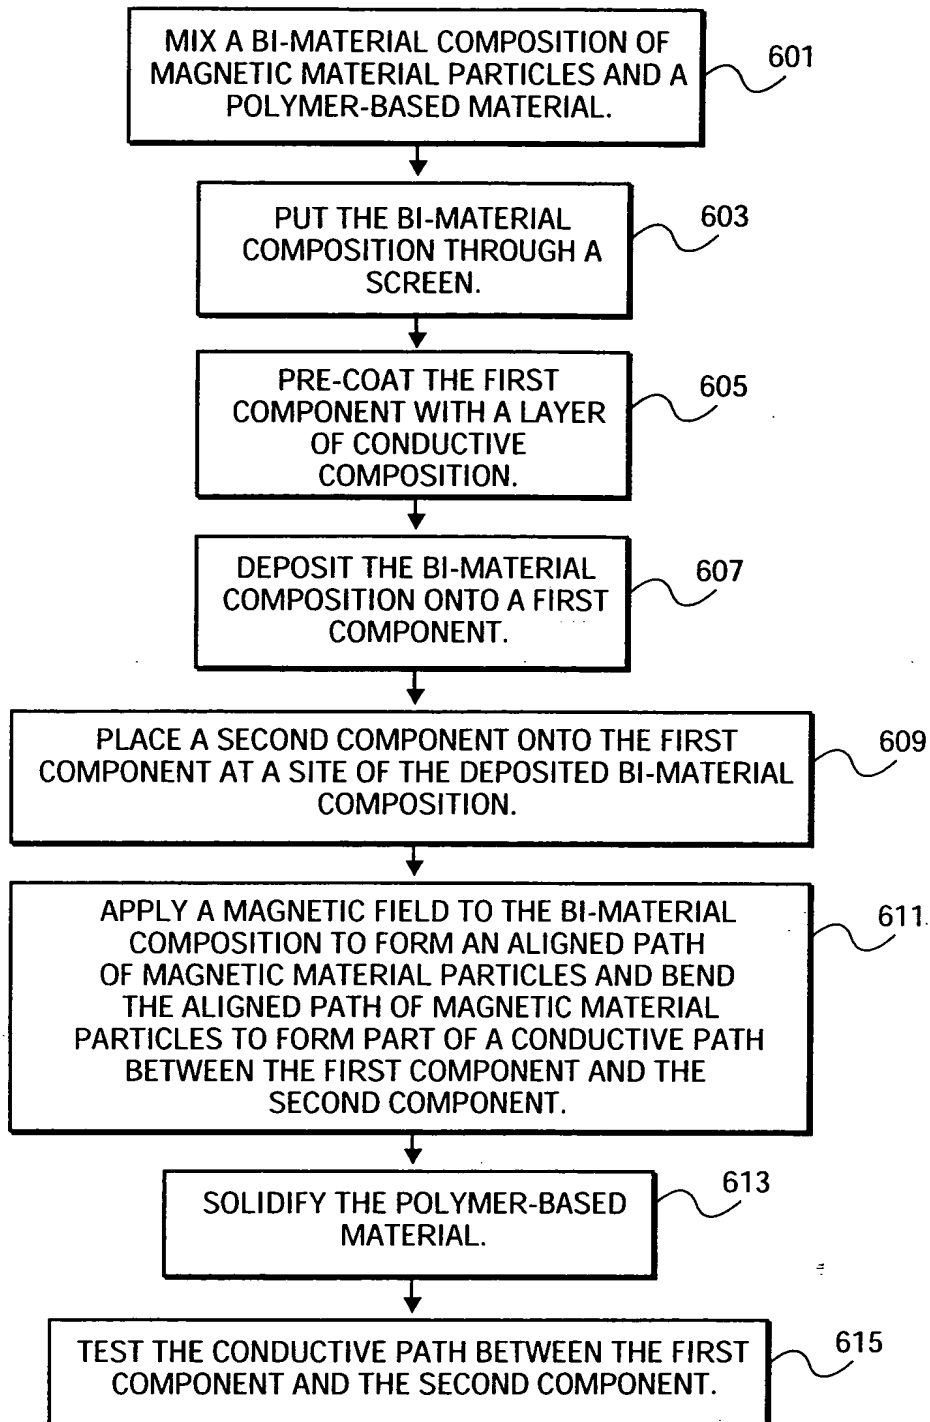 MIX A BI-MATERIAL COMPOSITION OF
MAGNETIC MATERIAL PARTICLES AND A
POLYMER-BASED MATERIAL.
601
PUT THE BI-MATERIAL
COMPOSITION THROUGH A
SCREEN.
603
PRE-COAT THE FIRST
COMPONENT WITH A LAYER
OF CONDUCTIVE
COMPOSITION.
605
DEPOSIT THE BI-MATERIAL
COMPOSITION ONTO A FIRST
COMPONENT.
607
PLACE A SECOND COMPONENT ONTO THE FIRST
COMPONENT AT A SITE OF THE DEPOSITED BI-MATERIAL
COMPOSITION.
609
APPLY A MAGNETIC FIELD TO THE BI-MATERIAL
COMPOSITION TO FORM AN ALIGNED PATH
OF MAGNETIC MATERIAL PARTICLES AND BEND
THE ALIGNED PATH OF MAGNETIC MATERIAL
PARTICLES TO FORM PART OF A CONDUCTIVE PATH
BETWEEN THE FIRST COMPONENT AND THE
SECOND COMPONENT.
611
SOLIDIFY THE POLYMER-BASED
MATERIAL.
613
TEST THE CONDUCTIVE PATH BETWEEN THE FIRST
COMPONENT AND THE SECOND COMPONENT.
615